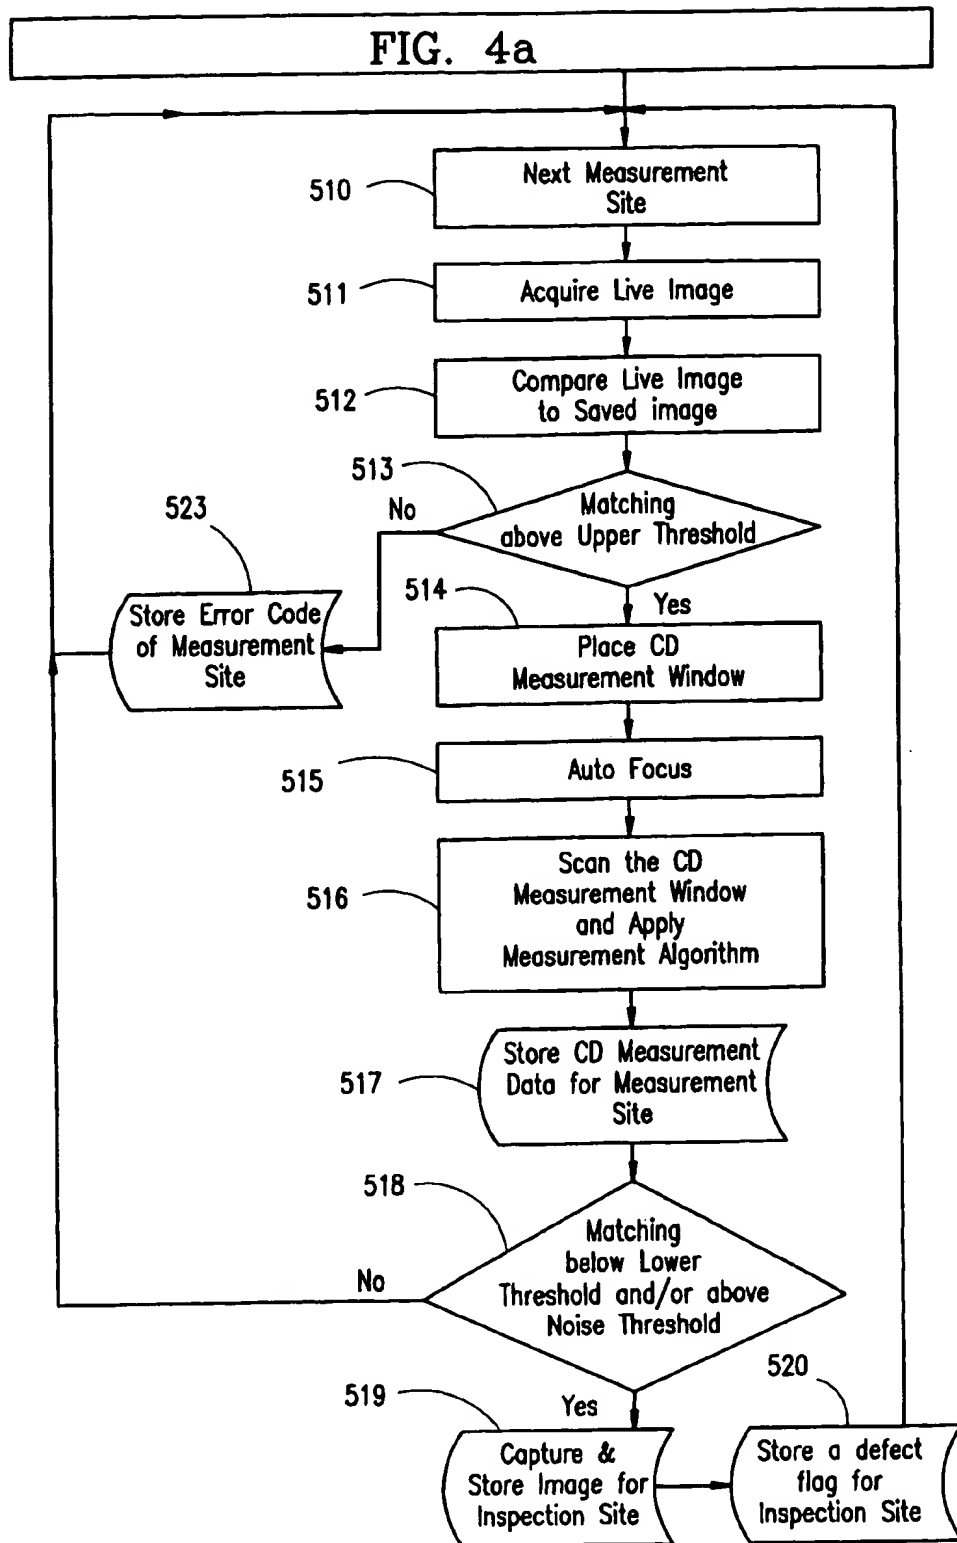 FIG. 4a
510
Next Measurement
Site
511
Acquire Live Image
512
Compare Live Image
to Saved image
513
No
Matching
above Upper Threshold
523
Store Error Code
of Measurement
Site
514
Yes
Place CD
Measurement Window
515
Auto Focus
516
Scan the CD
Measurement Window
and Apply
Measurement Algorithm
517
Store CD Measurement
Data for Measurement
Site
518
No
Matching
below Lower
Threshold and/or above
Noise Threshold
519
Yes
520
Capture &
Store Image for
Inspection Site
Store a defect
flag for
Inspection Site